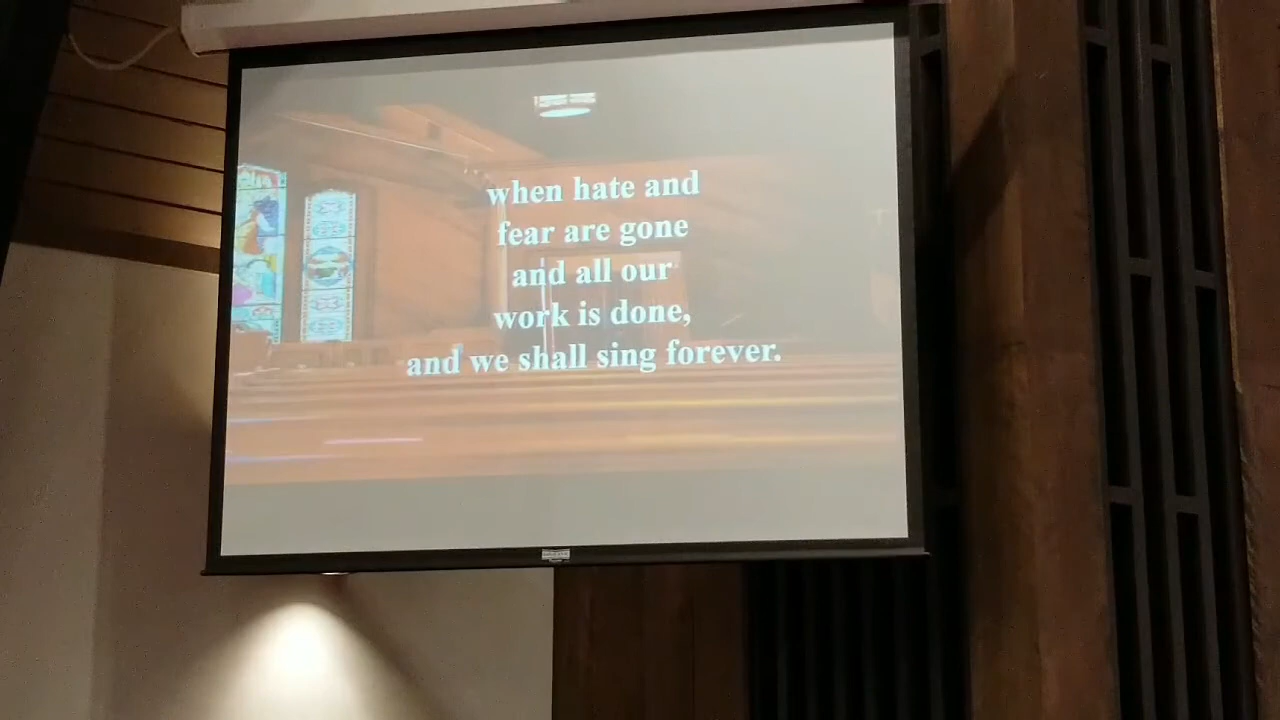 when hate and
fear are gone
and all our
work is done,
and we shall sing forever.